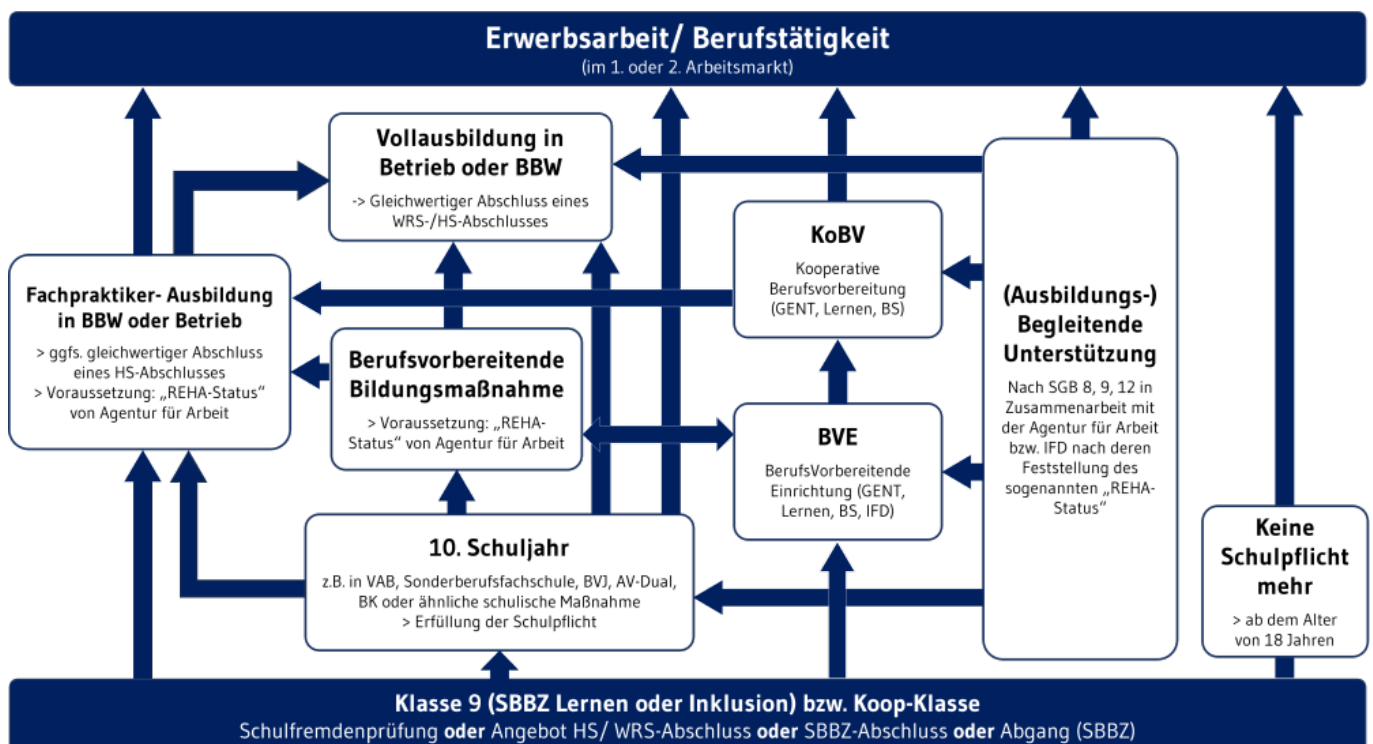 Erwerbsarbeit/ Berufstätigkeit
(im 1. oder 2. Arbeitsmarkt)
Vollausbildung in
Betrieb oder BBW
-> Gleichwertiger Abschluss eines
WRS-/HS-Abschlusses
Fachpraktiker- Ausbildung
in BBW oder Betrieb
> ggfs. gleichwertiger Abschluss
eines HS-Abschlusses
> Voraussetzung: „REHA-Status“
von Agentur für Arbeit
Berufsvorbereitende
Bildungsmaßnahme
> Voraussetzung: „REHA-
Status“ von Agentur für Arbeit
KoBV
Kooperative
Berufsvorbereitung
(GENT, Lernen, BS)
BVE
BerufsVorbereitende
Einrichtung (GENT,
Lernen, BS, IFD)
(Ausbildungs-)
Begleitende
Unterstützung
Nach SGB 8, 9, 12 in
Zusammenarbeit mit
der Agentur für Arbeit
bzw. IFD nach deren
Feststellung des
sogenannten „REHA-
Status“
Keine
Schulpflicht
mehr
> ab dem Alter
von 18 Jahren
10. Schuljahr
z.B. in VAB, Sonderberufsfachschule, BVJ, AV-Dual,
BK oder ähnliche schulische Maßnahme
> Erfüllung der Schulpflicht
Klasse 9 (SBBZ Lernen oder Inklusion) bzw. Koop-Klasse
Schulfremdenprüfung oder Angebot HS/ WRS-Abschluss oder SBBZ-Abschluss oder Abgang (SBBZ)